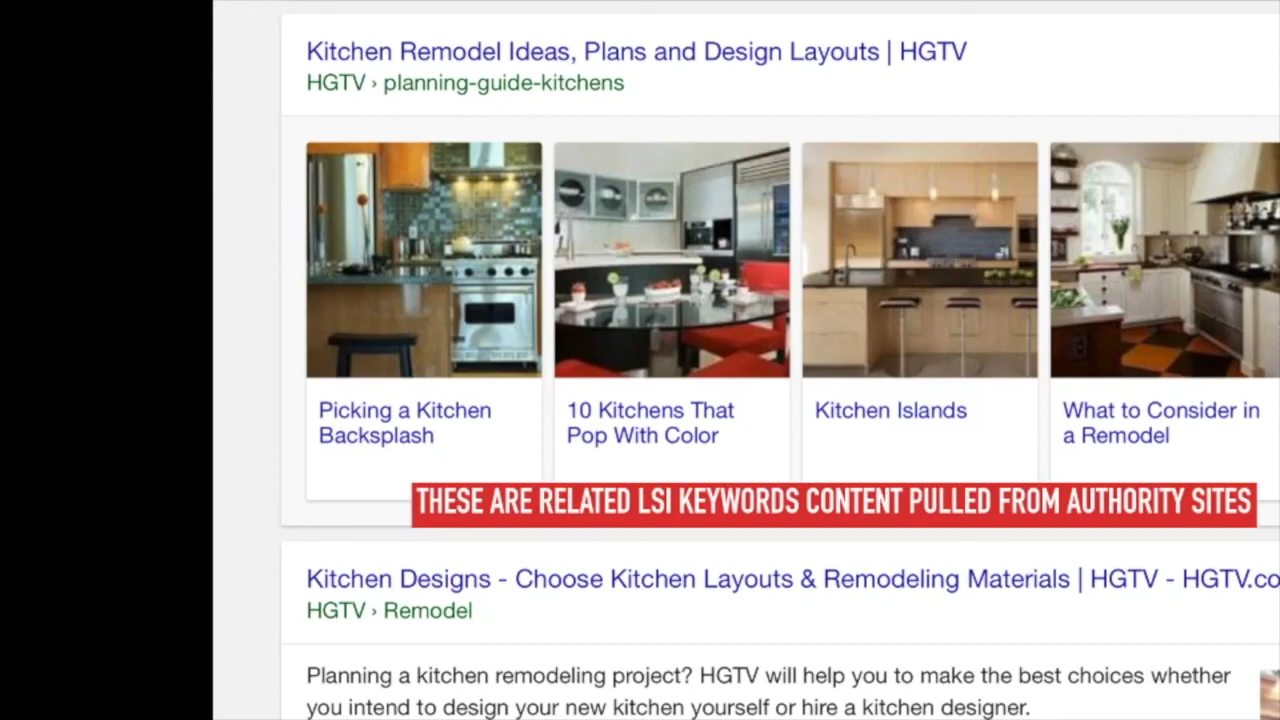 Kitchen Remodel Ideas, Plans and Design Layouts | HGTV
HGTV › planning-guide-kitchens
Picking a Kitchen
Backsplash
10 Kitchens That
Pop With Color
Kitchen Islands
What to Consider in
a Remodel
THESE ARE RELATED LSI KEYWORDS CONTENT PULLED FROM AUTHORITY SITES
Kitchen Designs - Choose Kitchen Layouts & Remodeling Materials | HGTV - HGTV.co
HGTV › Remodel
Planning a kitchen remodeling project? HGTV will help you to make the best choices whether
you intend to design your new kitchen yourself or hire a kitchen designer.